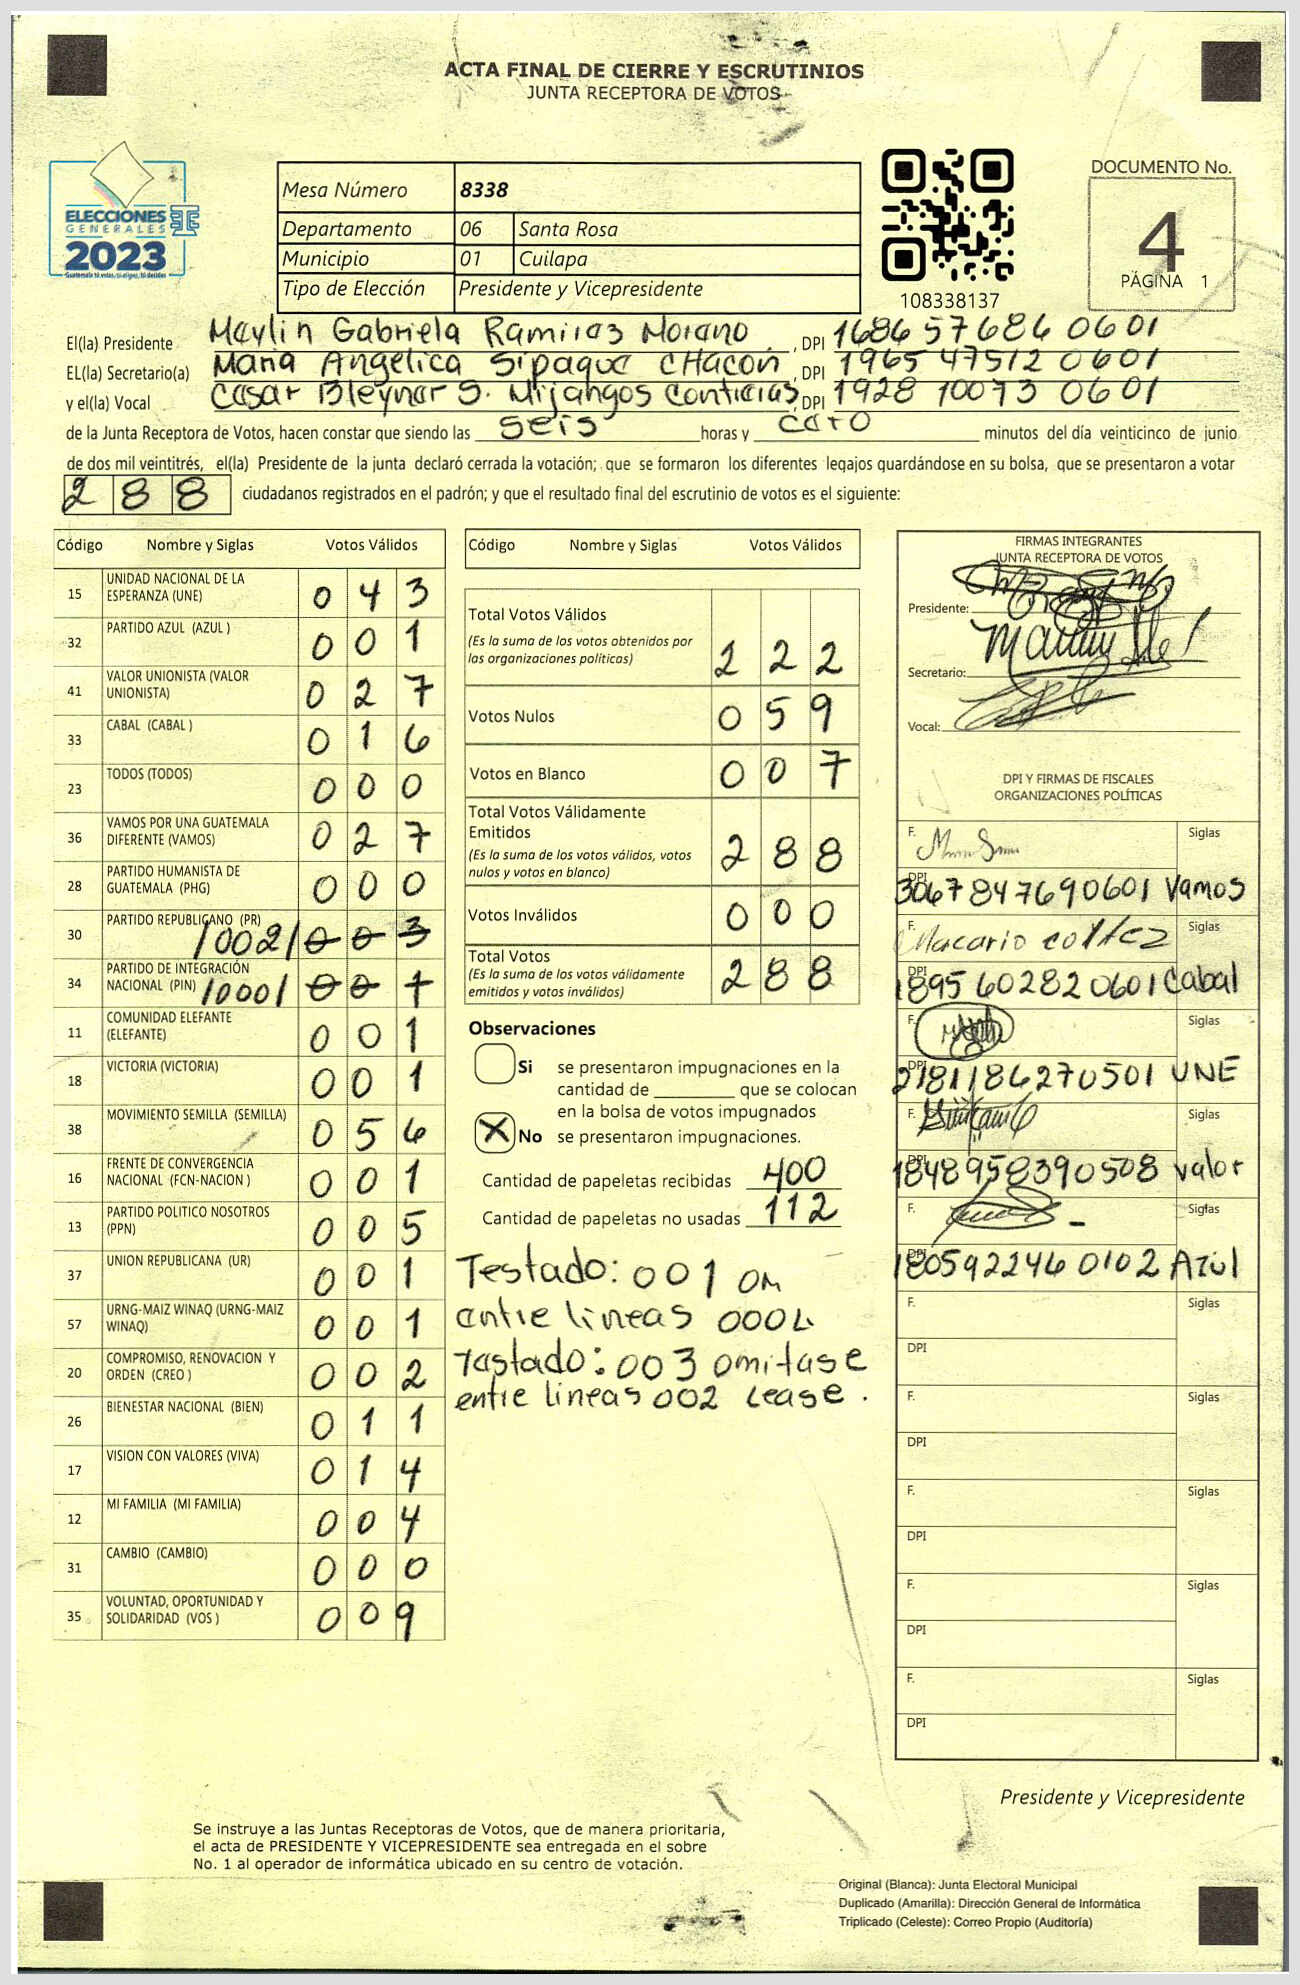 ACTA FINAL DE CIERRE Y ESCRUTINIOS
JUNTA RECEPTORA DE VOTOS
ELECCIONES
GENERALES
2023
Guatemala tú votas, tú eliges, tú decides
Mesa Número 8338
Departamento 06 Santa Rosa
Municipio 01 Cuilapa
Tipo de Elección Presidente y Vicepresidente
108338137
DOCUMENTO No.
4
PÁGINA 1
El(la) Presidente Maylin Gabriela Ramiras Morano, DPI 1686 57686 0601
EL(la) Secretario(a) Maria Angelica Sipaque CHacon, DPI 1965 47512 0601
y el(la) Vocal Casar Bleyner S. Mijangos Contrerias, DPI 1928 10073 0601
de la Junta Receptora de Votos, hacen constar que siendo las seis horas y caro minutos del día veinticinco de junio
de dos mil veintitrés, el(la) Presidente de la junta declaró cerrada la votación; que se formaron los diferentes legajos guardándose en su bolsa, que se presentaron a votar
288 ciudadanos registrados en el padrón; y que el resultado final del escrutinio de votos es el siguiente:
Código Nombre y Siglas Votos Válidos
15 UNIDAD NACIONAL DE LA ESPERANZA (UNE) 0 4 3
32 PARTIDO AZUL (AZUL ) 0 0 1
41 VALOR UNIONISTA (VALOR UNIONISTA) 0 2 7
33 CABAL (CABAL ) 0 1 6
23 TODOS (TODOS) 0 0 0
36 VAMOS POR UNA GUATEMALA DIFERENTE (VAMOS) 0 2 7
28 PARTIDO HUMANISTA DE GUATEMALA (PHG) 0 0 0
30 PARTIDO REPUBLICANO (PR) /002/ 0 0 3
34 PARTIDO DE INTEGRACIÓN NACIONAL (PIN) /000/ 0 0 1
11 COMUNIDAD ELEFANTE (ELEFANTE) 0 0 1
18 VICTORIA (VICTORIA) 0 0 1
38 MOVIMIENTO SEMILLA (SEMILLA) 0 5 6
16 FRENTE DE CONVERGENCIA NACIONAL (FCN-NACION ) 0 0 1
13 PARTIDO POLITICO NOSOTROS (PPN) 0 0 5
37 UNION REPUBLICANA (UR) 0 0 1
57 URNG-MAIZ WINAQ (URNG-MAIZ WINAQ) 0 0 1
20 COMPROMISO, RENOVACION Y ORDEN (CREO ) 0 0 2
26 BIENESTAR NACIONAL (BIEN) 0 1 1
17 VISION CON VALORES (VIVA) 0 1 4
12 MI FAMILIA (MI FAMILIA) 0 0 4
31 CAMBIO (CAMBIO) 0 0 0
35 VOLUNTAD, OPORTUNIDAD Y SOLIDARIDAD (VOS ) 0 0 9
Código Nombre y Siglas Votos Válidos
Total Votos Válidos 2 2 2
(Es la suma de los votos obtenidos por
las organizaciones políticas)
Votos Nulos 0 5 9
Votos en Blanco 0 0 7
Total Votos Válidamente
Emitidos 2 8 8
(Es la suma de los votos válidos, votos
nulos y votos en blanco)
Votos Inválidos 0 0 0
Total Votos 2 8 8
(Es la suma de los votos válidamente
emitidos y votos inválidos)
Observaciones
Si se presentaron impugnaciones en la
cantidad de ________ que se colocan
en la bolsa de votos impugnados
X No se presentaron impugnaciones.
Cantidad de papeletas recibidas 400
Cantidad de papeletas no usadas 112
Testado: 001 OM
entre lineas 000 L
Tastado: 003 omitase
entre lineas 002 Lease.
FIRMAS INTEGRANTES
JUNTA RECEPTORA DE VOTOS
Presidente:
Secretario:
Vocal:
DPI Y FIRMAS DE FISCALES
ORGANIZACIONES POLÍTICAS
F. Siglas
DPI 3067847690601 Vamos
F. Macario cortez Siglas
DPI 1895 60282 0601 Cabal
F. Siglas
DPI 2181186270501 UNE
F. Siglas
DPI 1848958390508 valor
F. Siglas
DPI 180592246 0102 Azul
F. Siglas
DPI
F. Siglas
DPI
F. Siglas
DPI
F. Siglas
DPI
F. Siglas
DPI
Presidente y Vicepresidente
Se instruye a las Juntas Receptoras de Votos, que de manera prioritaria,
el acta de PRESIDENTE Y VICEPRESIDENTE sea entregada en el sobre
No. 1 al operador de informática ubicado en su centro de votación.
Original (Blanca): Junta Electoral Municipal
Duplicado (Amarilla): Dirección General de Informática
Triplicado (Celeste): Correo Propio (Auditoría)